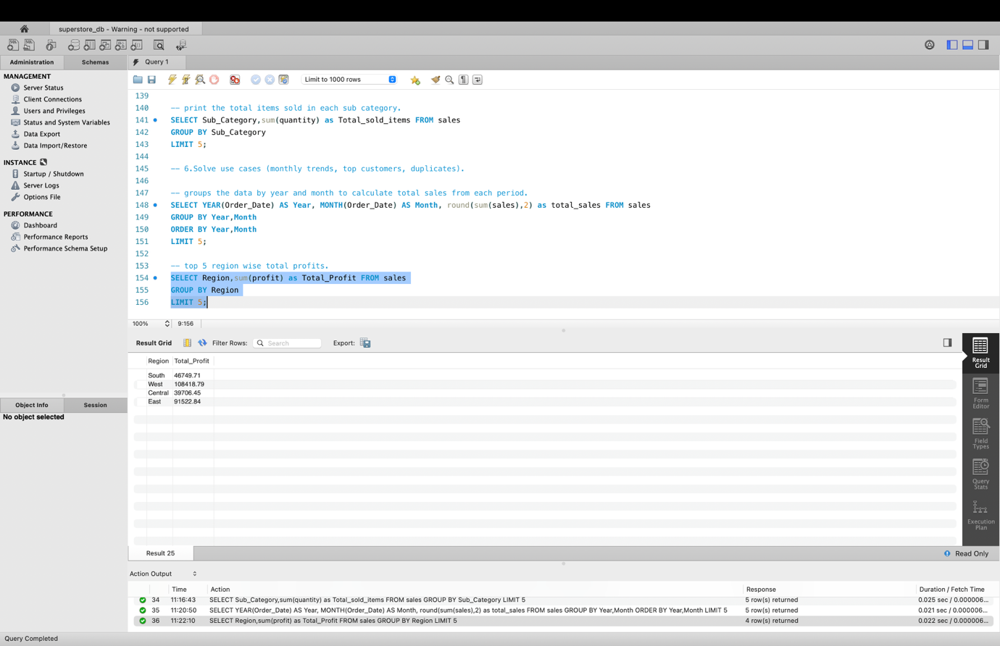 superstore_db - Warning - not supported
Administration Schemas
Query 1
MANAGEMENT
Server Status
Client Connections
Users and Privileges
Status and System Variables
Data Export
Data Import/Restore
INSTANCE
Startup / Shutdown
Server Logs
Options File
PERFORMANCE
Dashboard
Performance Reports
Performance Schema Setup
Object Info Session
No object selected
Limit to 1000 rows
139
140 -- print the total items sold in each sub category.
141 SELECT Sub_Category,sum(quantity) as Total_sold_items FROM sales
142 GROUP BY Sub_Category
143 LIMIT 5;
144
145 -- 6.Solve use cases (monthly trends, top customers, duplicates).
146
147 -- groups the data by year and month to calculate total sales from each period.
148 SELECT YEAR(Order_Date) AS Year, MONTH(Order_Date) AS Month, round(sum(sales),2) as total_sales FROM sales
149 GROUP BY Year,Month
150 ORDER BY Year,Month
151 LIMIT 5;
152
153 -- top 5 region wise total profits.
154 SELECT Region,sum(profit) as Total_Profit FROM sales
155 GROUP BY Region
156 LIMIT 5;
100% 9:156
Result Grid Filter Rows: Search Export:
Region Total_Profit
South 46749.71
West 108418.79
Central 39706.45
East 91522.84
Result
Grid
Form
Editor
Field
Types
Query
Stats
Execution
Plan
Result 25 Read Only
Action Output
Time Action Response Duration / Fetch Time
34 11:16:43 SELECT Sub_Category,sum(quantity) as Total_sold_items FROM sales GROUP BY Sub_Category LIMIT 5 5 row(s) returned 0.025 sec / 0.000006...
35 11:20:50 SELECT YEAR(Order_Date) AS Year, MONTH(Order_Date) AS Month, round(sum(sales),2) as total_sales FROM sales GROUP BY Year,Month ORDER BY Year,Month LIMIT 5 5 row(s) returned 0.021 sec / 0.000006...
36 11:22:10 SELECT Region,sum(profit) as Total_Profit FROM sales GROUP BY Region LIMIT 5 4 row(s) returned 0.022 sec / 0.000006...
Query Completed